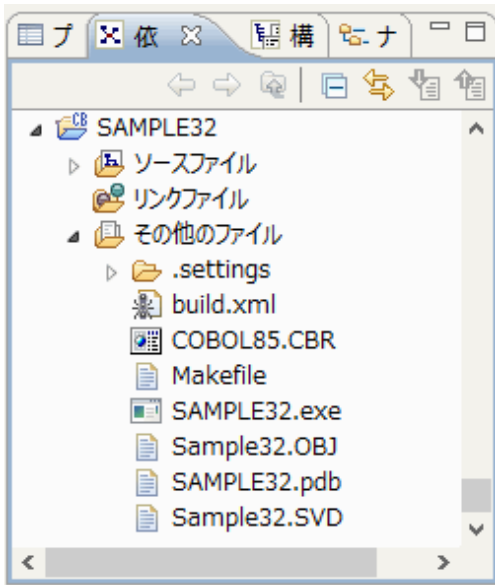 プ 依 構 ナ
SAMPLE32
ソースファイル
リンクファイル
その他のファイル
.settings
build.xml
COBOL85.CBR
Makefile
SAMPLE32.exe
Sample32.OBJ
SAMPLE32.pdb
Sample32.SVD